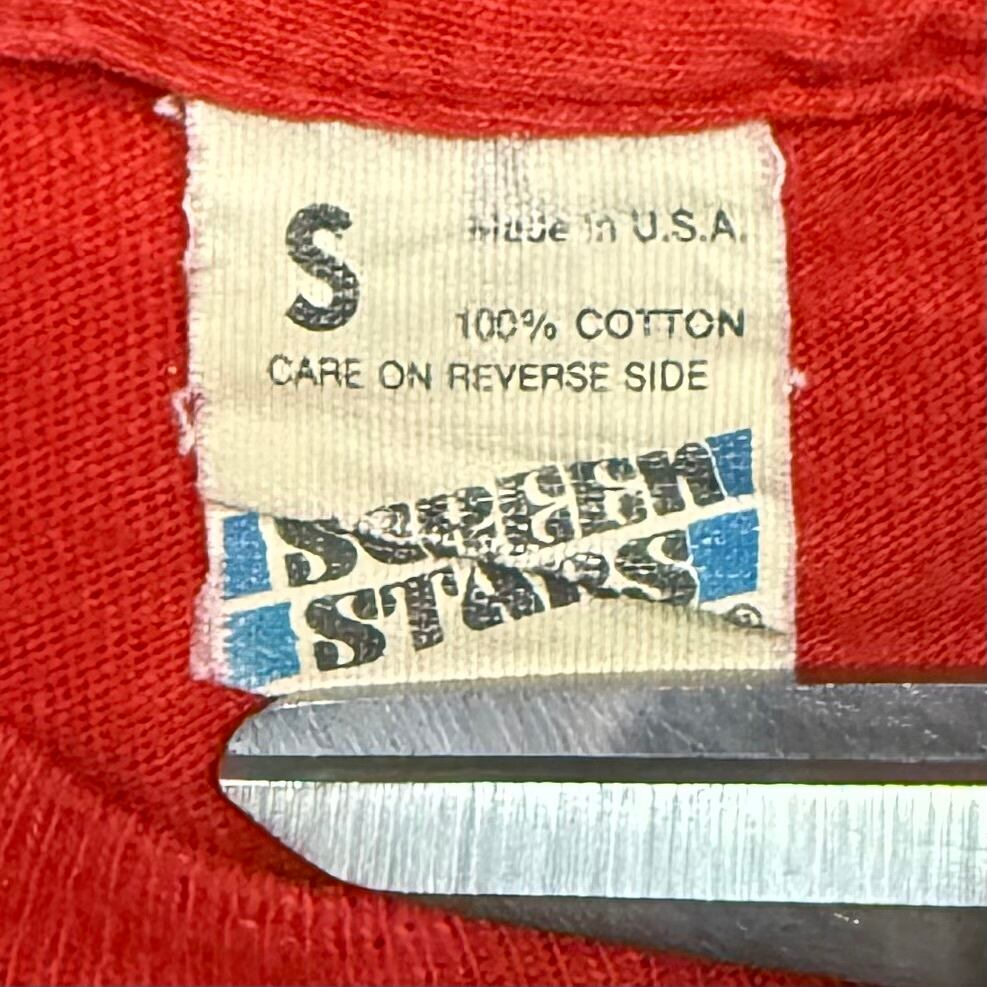 S
Made in U.S.A.
100% COTTON
CARE ON REVERSE SIDE
SCREEN
STARS®